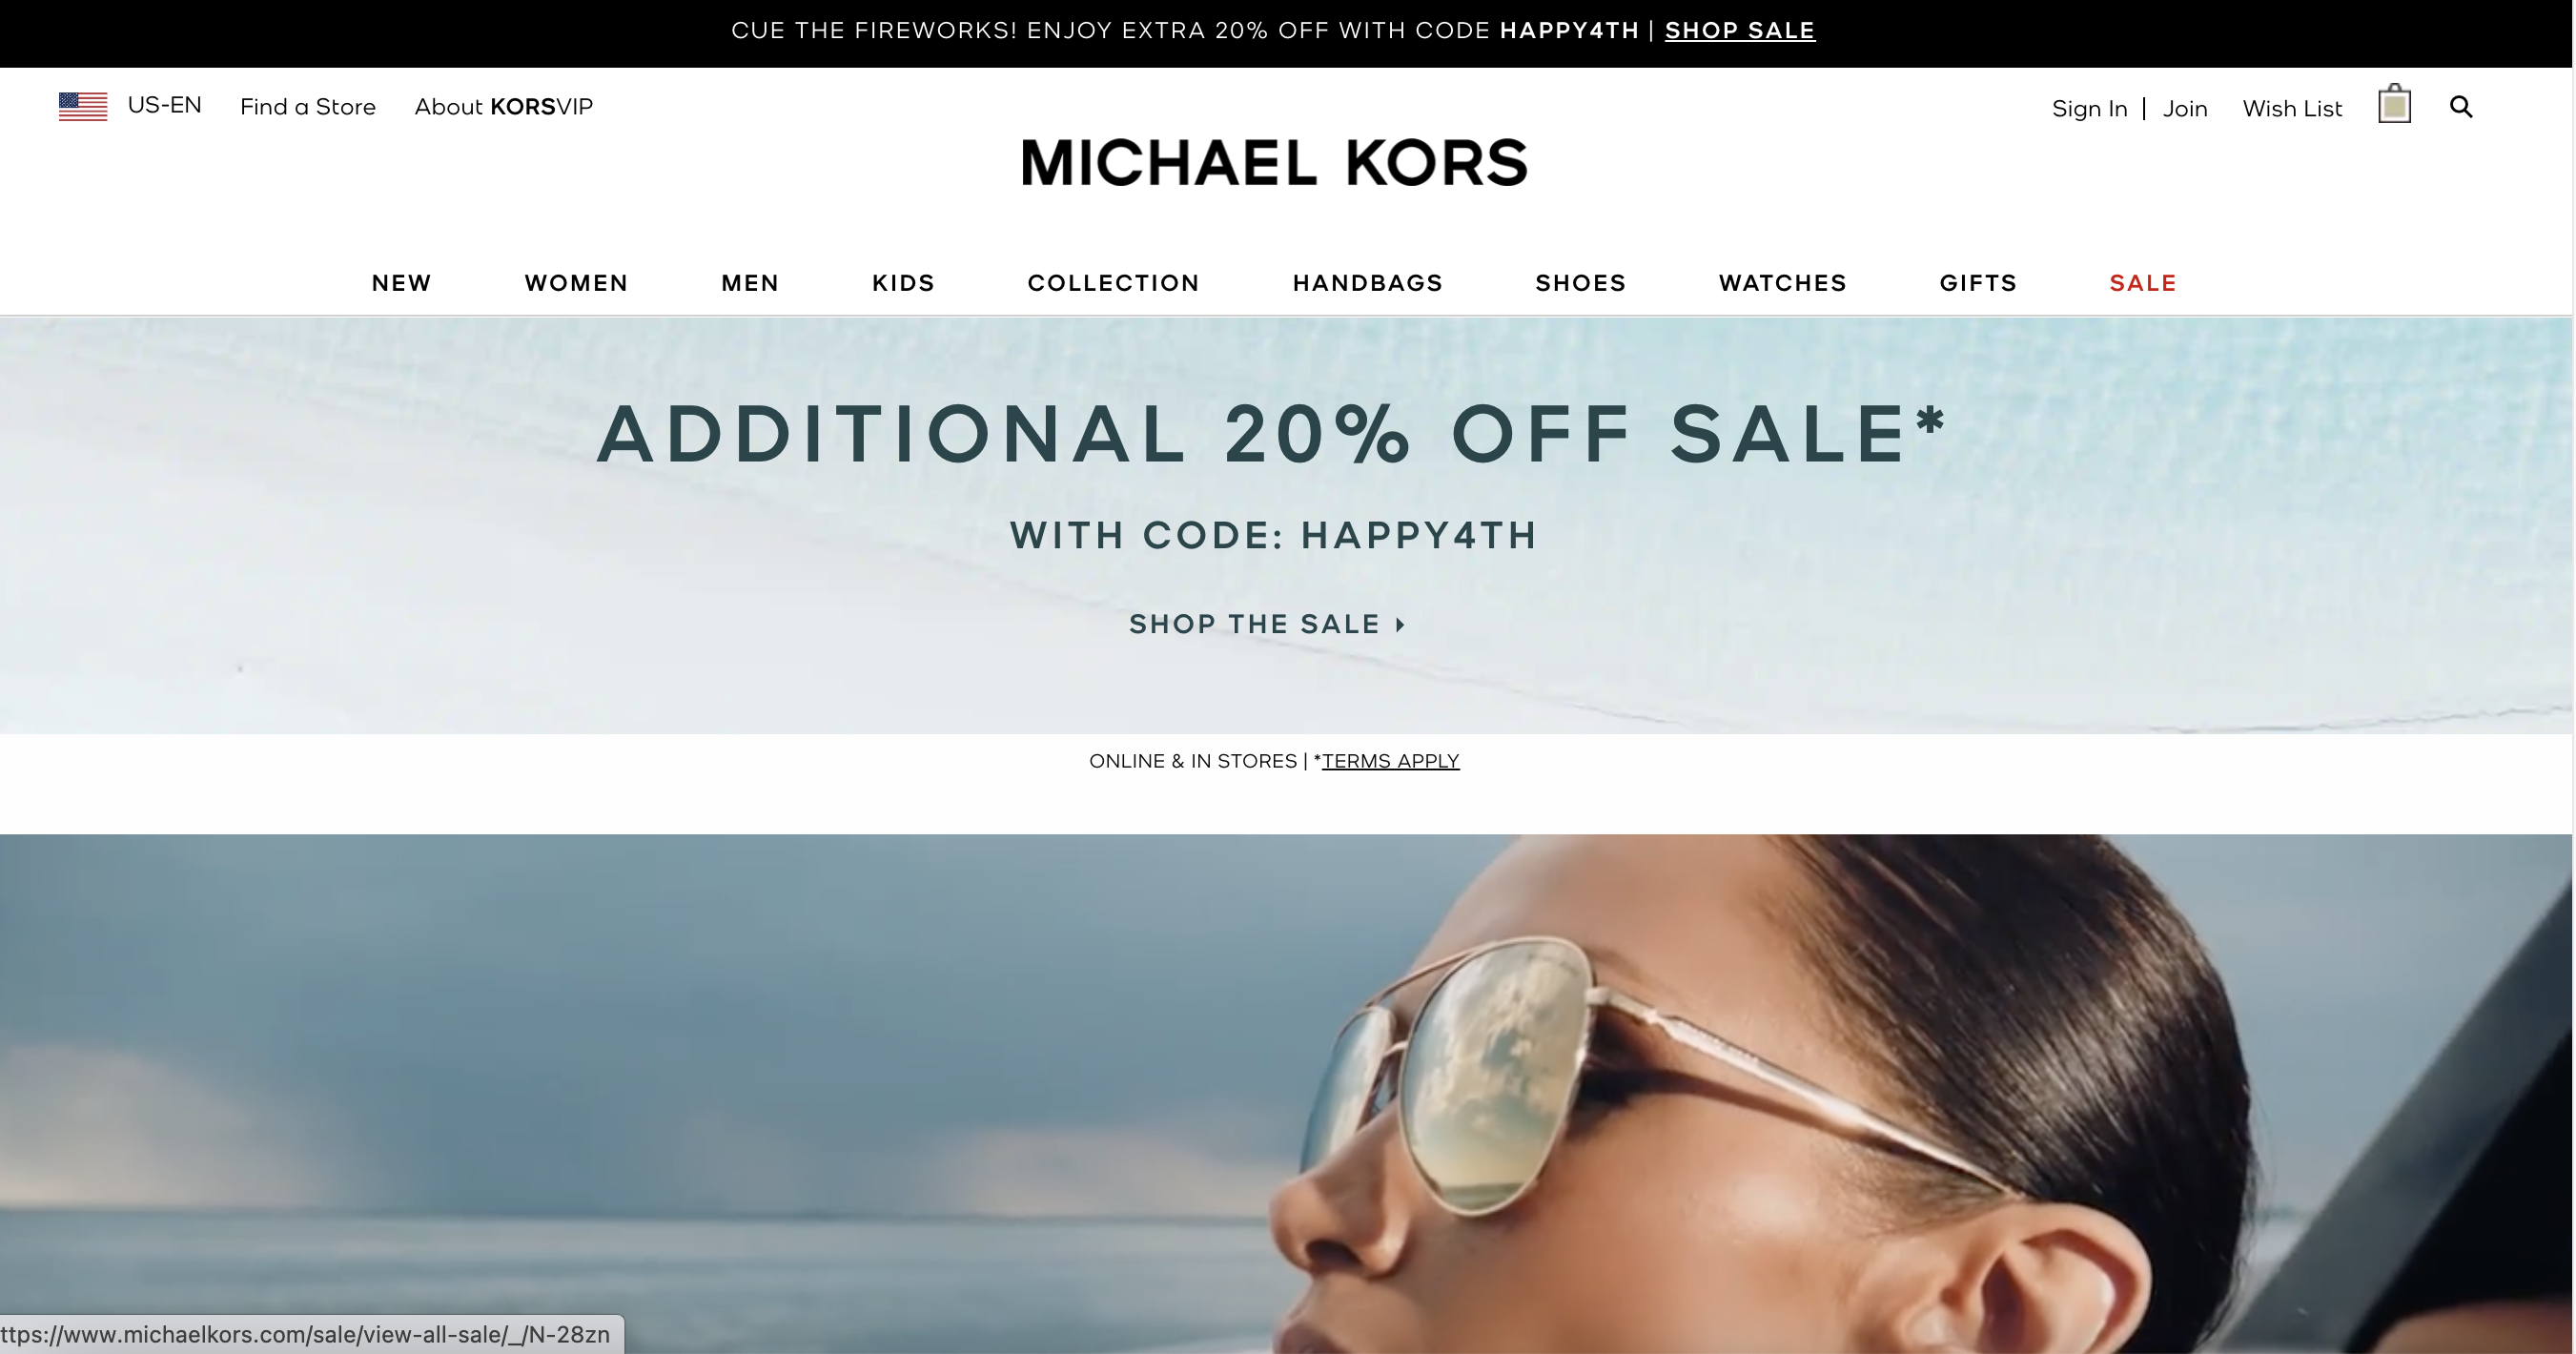 CUE THE FIREWORKS! ENJOY EXTRA 20% OFF WITH CODE HAPPY4TH | SHOP SALE
US-EN Find a Store About KORSVIP Sign In | Join Wish List
MICHAEL KORS
NEW WOMEN MEN KIDS COLLECTION HANDBAGS SHOES WATCHES GIFTS SALE
ADDITIONAL 20% OFF SALE*
WITH CODE: HAPPY4TH
SHOP THE SALE
ONLINE & IN STORES | *TERMS APPLY
ttps://www.michaelkors.com/sale/view-all-sale/_/N-28zn